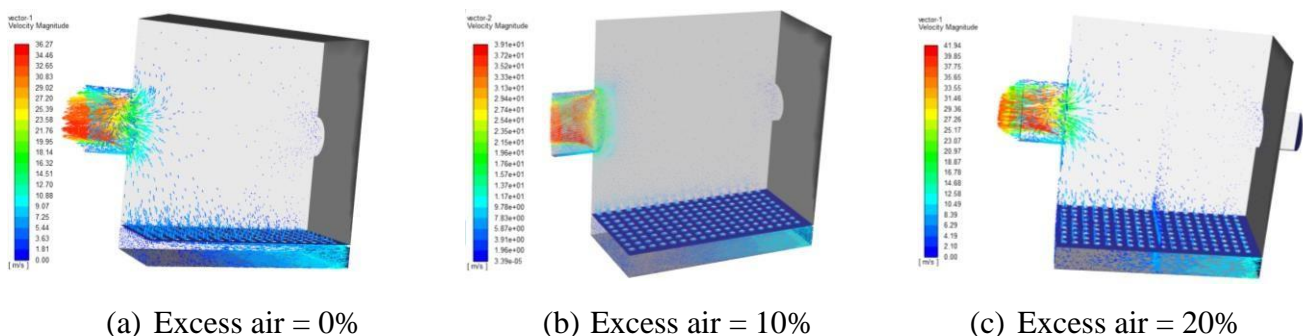 vector-1
Velocity Magnitude
36.27
34.46
32.65
30.83
29.02
27.20
25.39
23.58
21.76
19.95
18.14
16.32
14.51
12.70
10.88
9.07
7.25
5.44
3.63
1.81
0.00
[ m/s ]
(a) Excess air = 0%
vector-2
Velocity Magnitude
3.91e+01
3.72e+01
3.52e+01
3.33e+01
3.13e+01
2.94e+01
2.74e+01
2.54e+01
2.35e+01
2.15e+01
1.96e+01
1.76e+01
1.57e+01
1.37e+01
1.17e+01
9.78e+00
7.83e+00
5.87e+00
3.91e+00
1.96e+00
3.39e-05
[ m/s ]
(b) Excess air = 10%
vector-1
Velocity Magnitude
41.94
39.85
37.75
35.65
33.55
31.46
29.36
27.26
25.17
23.07
20.97
18.87
16.78
14.68
12.58
10.49
8.39
6.29
4.19
2.10
0.00
[ m/s ]
(c) Excess air = 20%